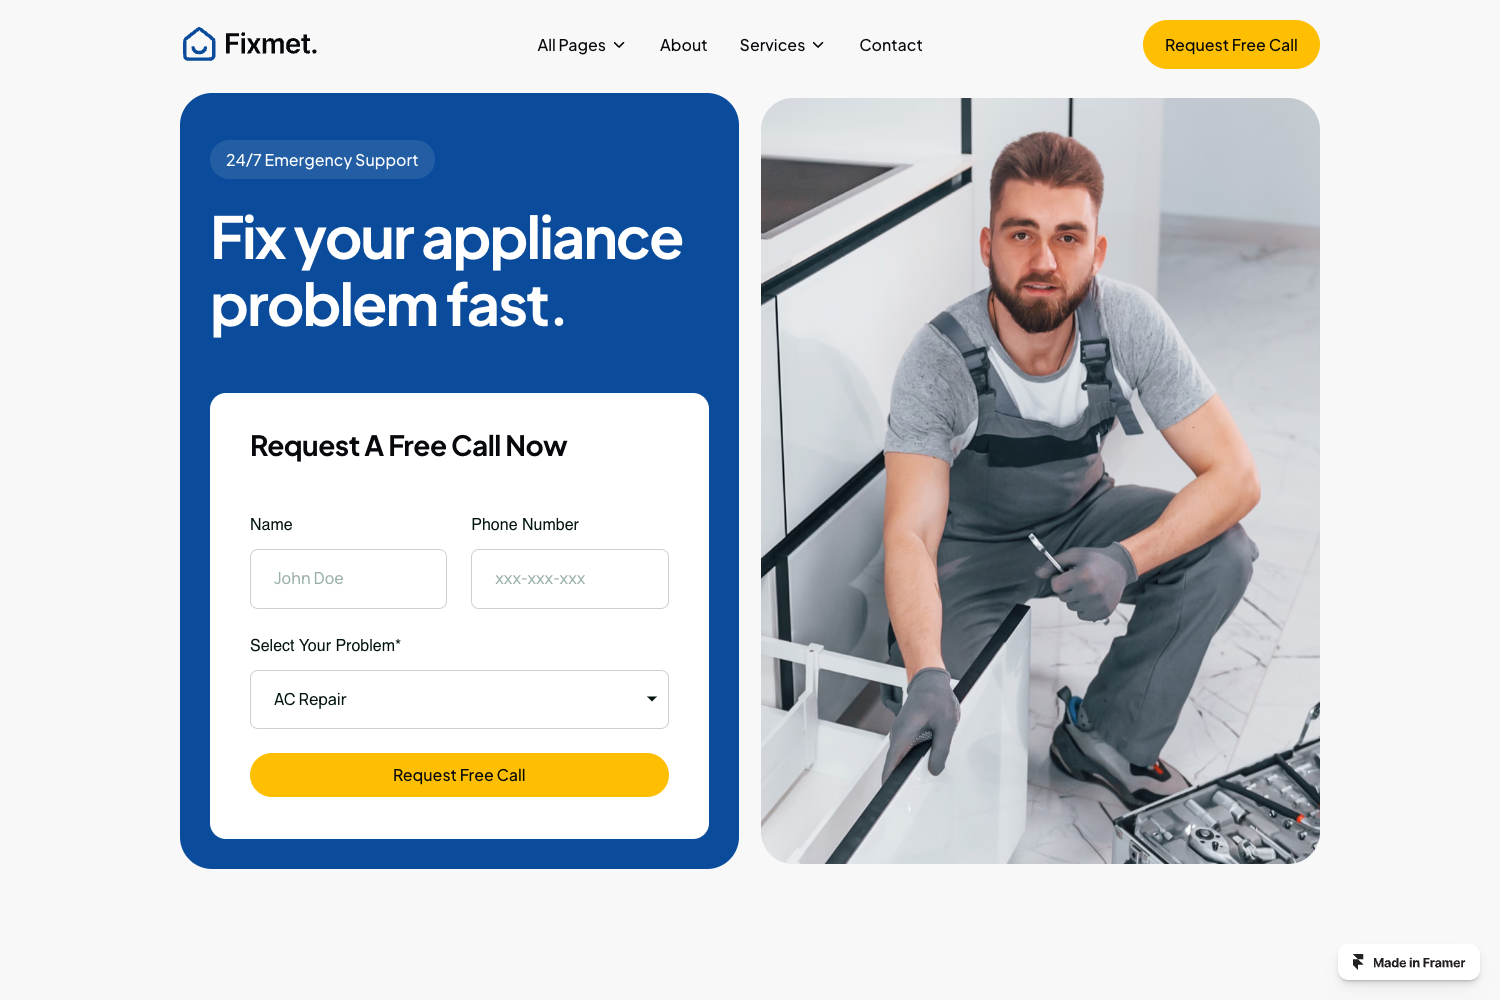 Fixmet.
All Pages
About
Services
Contact
Request Free Call
24/7 Emergency Support
Fix your appliance
problem fast.
Request A Free Call Now
Name
Phone Number
John Doe
xxx-xxx-xxx
Select Your Problem*
AC Repair
Request Free Call
Made in Framer